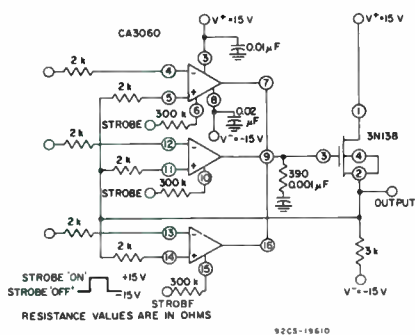 CA3060
V⁺=15 V
V⁺=15 V
0.01μF
2 k
4
3
7
2 k
5
6
8
1
300 k
STROBE
0.02 μF
V⁻=-15 V
3N138
2 k
12
9
3
4
2 k
11
10
390
0.001μF
2
300 k
STROBE
OUTPUT
2 k
13
16
2 k
14
15
3 k
STROBE "ON" +15 V
STROBE "OFF" -15 V
300 k
STROBE
V⁻=-15 V
RESISTANCE VALUES ARE IN OHMS
92CS-19610